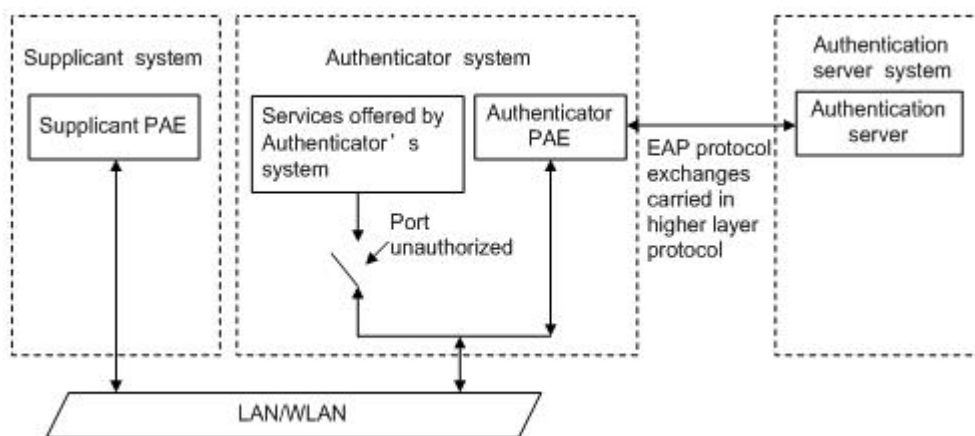 Supplicant system
Supplicant PAE
Authenticator system
Services offered by
Authenticator's
system
Authenticator
PAE
Port
unauthorized
EAP protocol
exchanges
carried in
higher layer
protocol
Authentication
server system
Authentication
server
LAN/WLAN